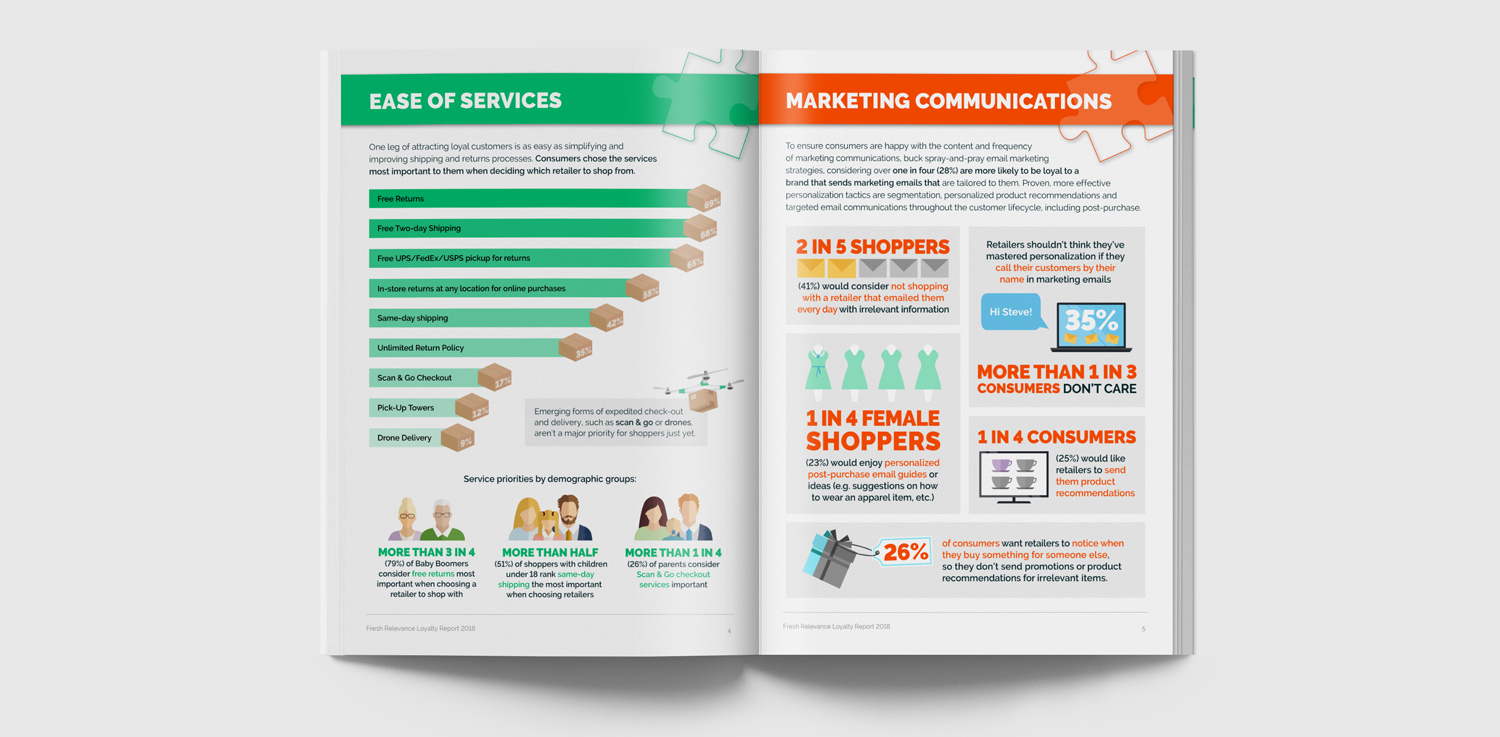 EASE OF SERVICES
One leg of attracting loyal customers is as easy as simplifying and
improving shipping and returns processes. Consumers chose the services
most important to them when deciding which retailer to shop from.
Free Returns
69%
Free Two-day Shipping
68%
Free UPS/FedEx/USPS pickup for returns
65%
In-store returns at any location for online purchases
55%
Same-day shipping
42%
Unlimited Return Policy
35%
Scan & Go Checkout
17%
Pick-Up Towers
12%
Drone Delivery
9%
Emerging forms of expedited check-out
and delivery, such as scan & go or drones,
aren't a major priority for shoppers just yet.
Service priorities by demographic groups:
MORE THAN 3 IN 4
(79%) of Baby Boomers
consider free returns most
important when choosing a
retailer to shop with
MORE THAN HALF
(51%) of shoppers with children
under 18 rank same-day
shipping the most important
when choosing retailers
MORE THAN 1 IN 4
(26%) of parents consider
Scan & Go checkout
services important
Fresh Relevance Loyalty Report 2018
4
MARKETING COMMUNICATIONS
To ensure consumers are happy with the content and frequency
of marketing communications, buck spray-and-pray email marketing
strategies, considering over one in four (28%) are more likely to be loyal to a
brand that sends marketing emails that are tailored to them. Proven, more effective
personalization tactics are segmentation, personalized product recommendations and
targeted email communications throughout the customer lifecycle, including post-purchase.
2 IN 5 SHOPPERS
(41%) would consider not shopping
with a retailer that emailed them
every day with irrelevant information
1 IN 4 FEMALE
SHOPPERS
(23%) would enjoy personalized
post-purchase email guides or
ideas (e.g. suggestions on how
to wear an apparel item, etc.)
Retailers shouldn't think they've
mastered personalization if they
call their customers by their
name in marketing emails
Hi Steve!
35%
MORE THAN 1 IN 3
CONSUMERS DON'T CARE
1 IN 4 CONSUMERS
(25%) would like
retailers to send
them product
recommendations
26%
of consumers want retailers to notice when
they buy something for someone else,
so they don't send promotions or product
recommendations for irrelevant items.
Fresh Relevance Loyalty Report 2018
5